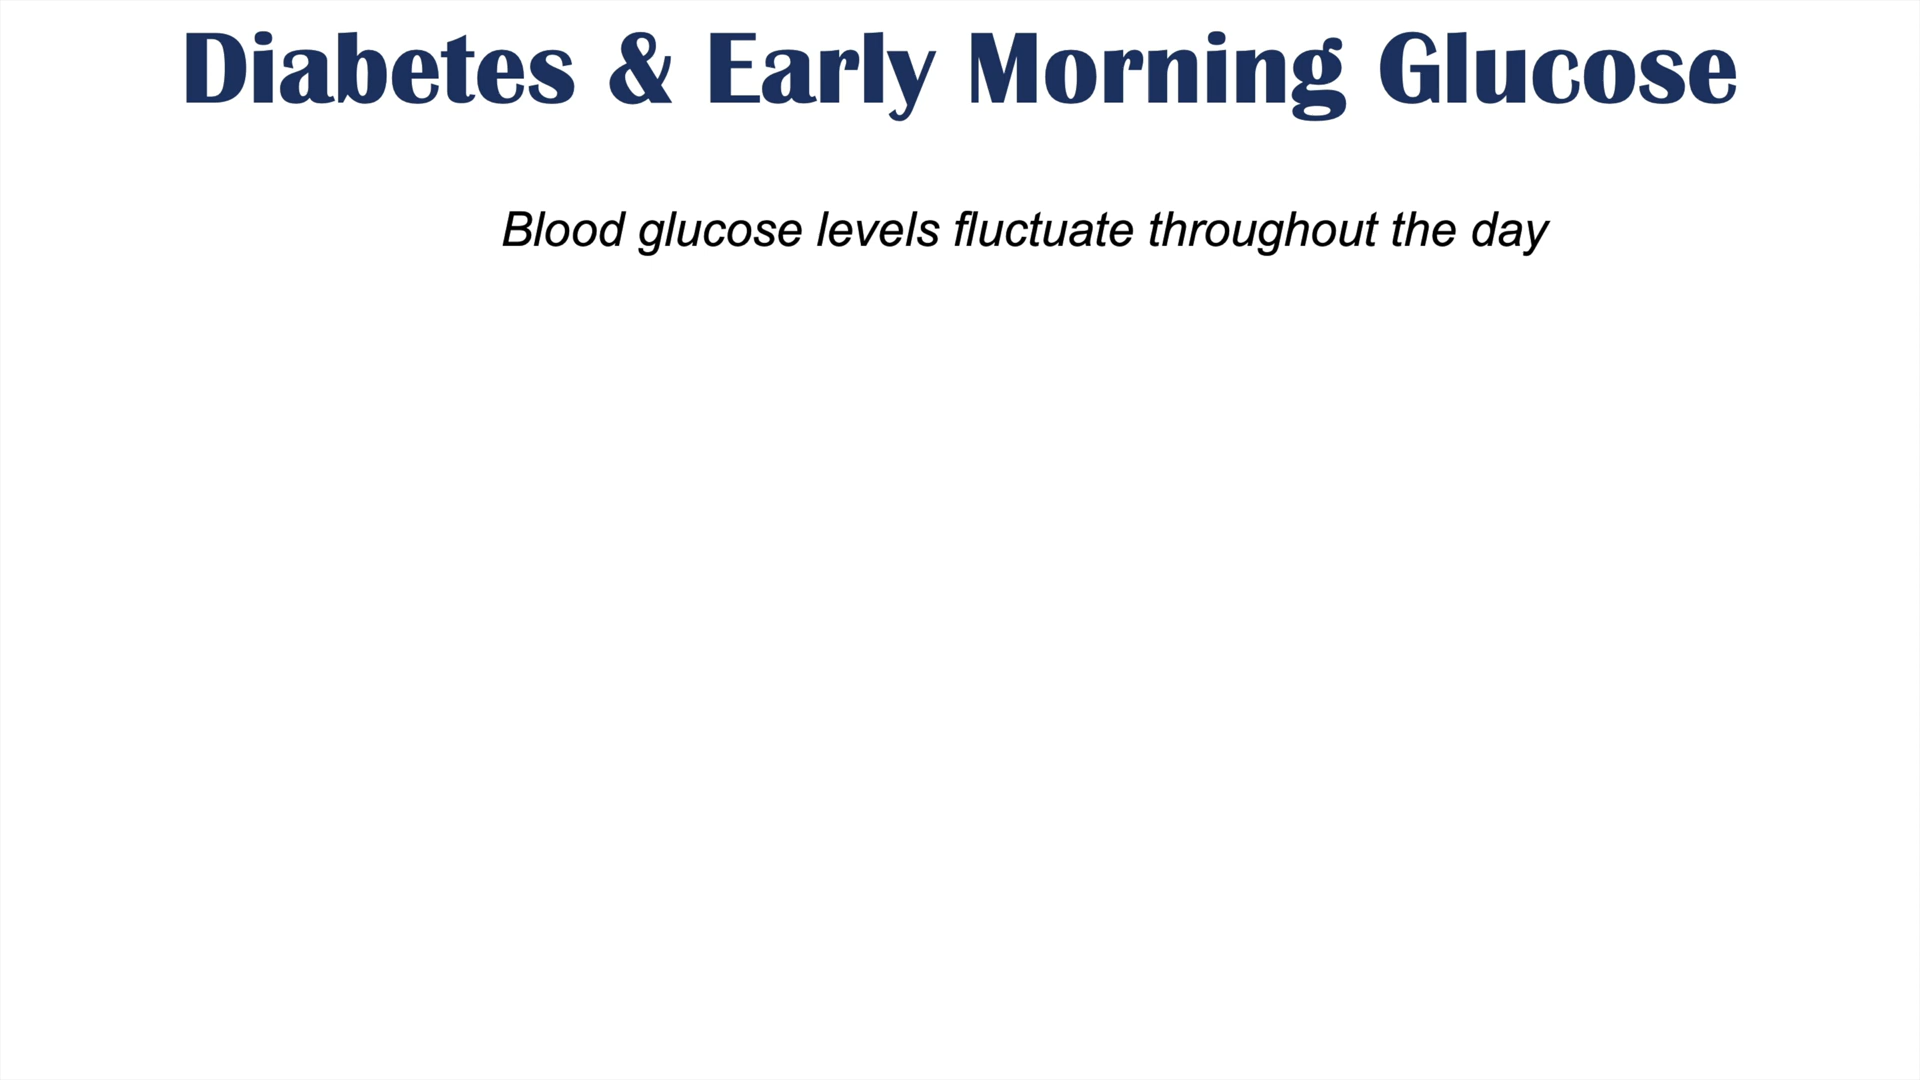 Diabetes & Early Morning Glucose
Blood glucose levels fluctuate throughout the day